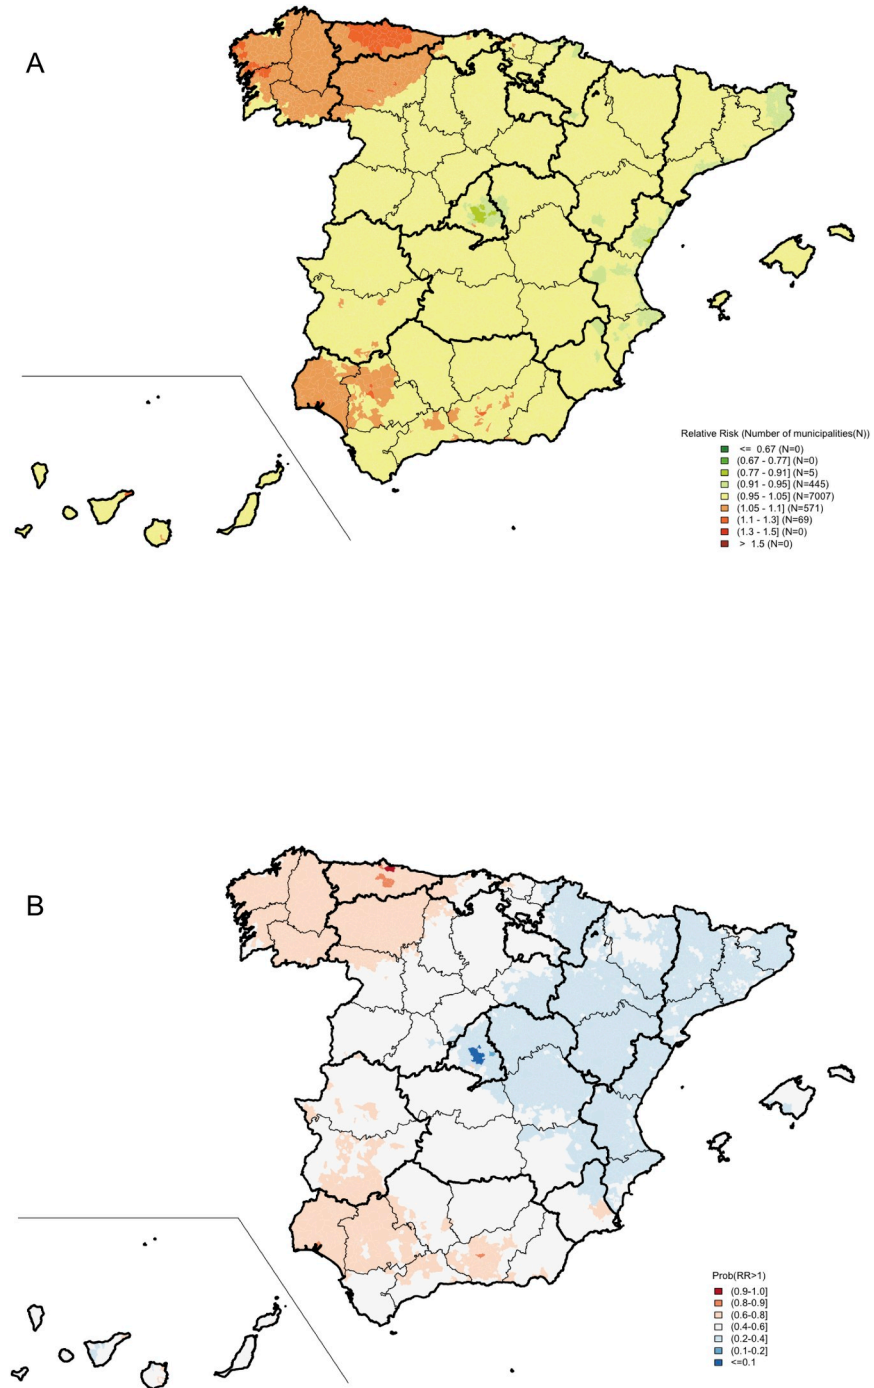 A
Relative Risk (Number of municipalities(N))
<= 0.67 (N=0)
(0.67 - 0.77] (N=0)
(0.77 - 0.91] (N=5)
(0.91 - 0.95] (N=445)
(0.95 - 1.05] (N=7007)
(1.05 - 1.1] (N=571)
(1.1 - 1.3] (N=69)
(1.3 - 1.5] (N=0)
> 1.5 (N=0)
B
Prob(RR>1)
(0.9-1.0]
(0.8-0.9]
(0.6-0.8]
(0.4-0.6]
(0.2-0.4]
(0.1-0.2]
<=0.1